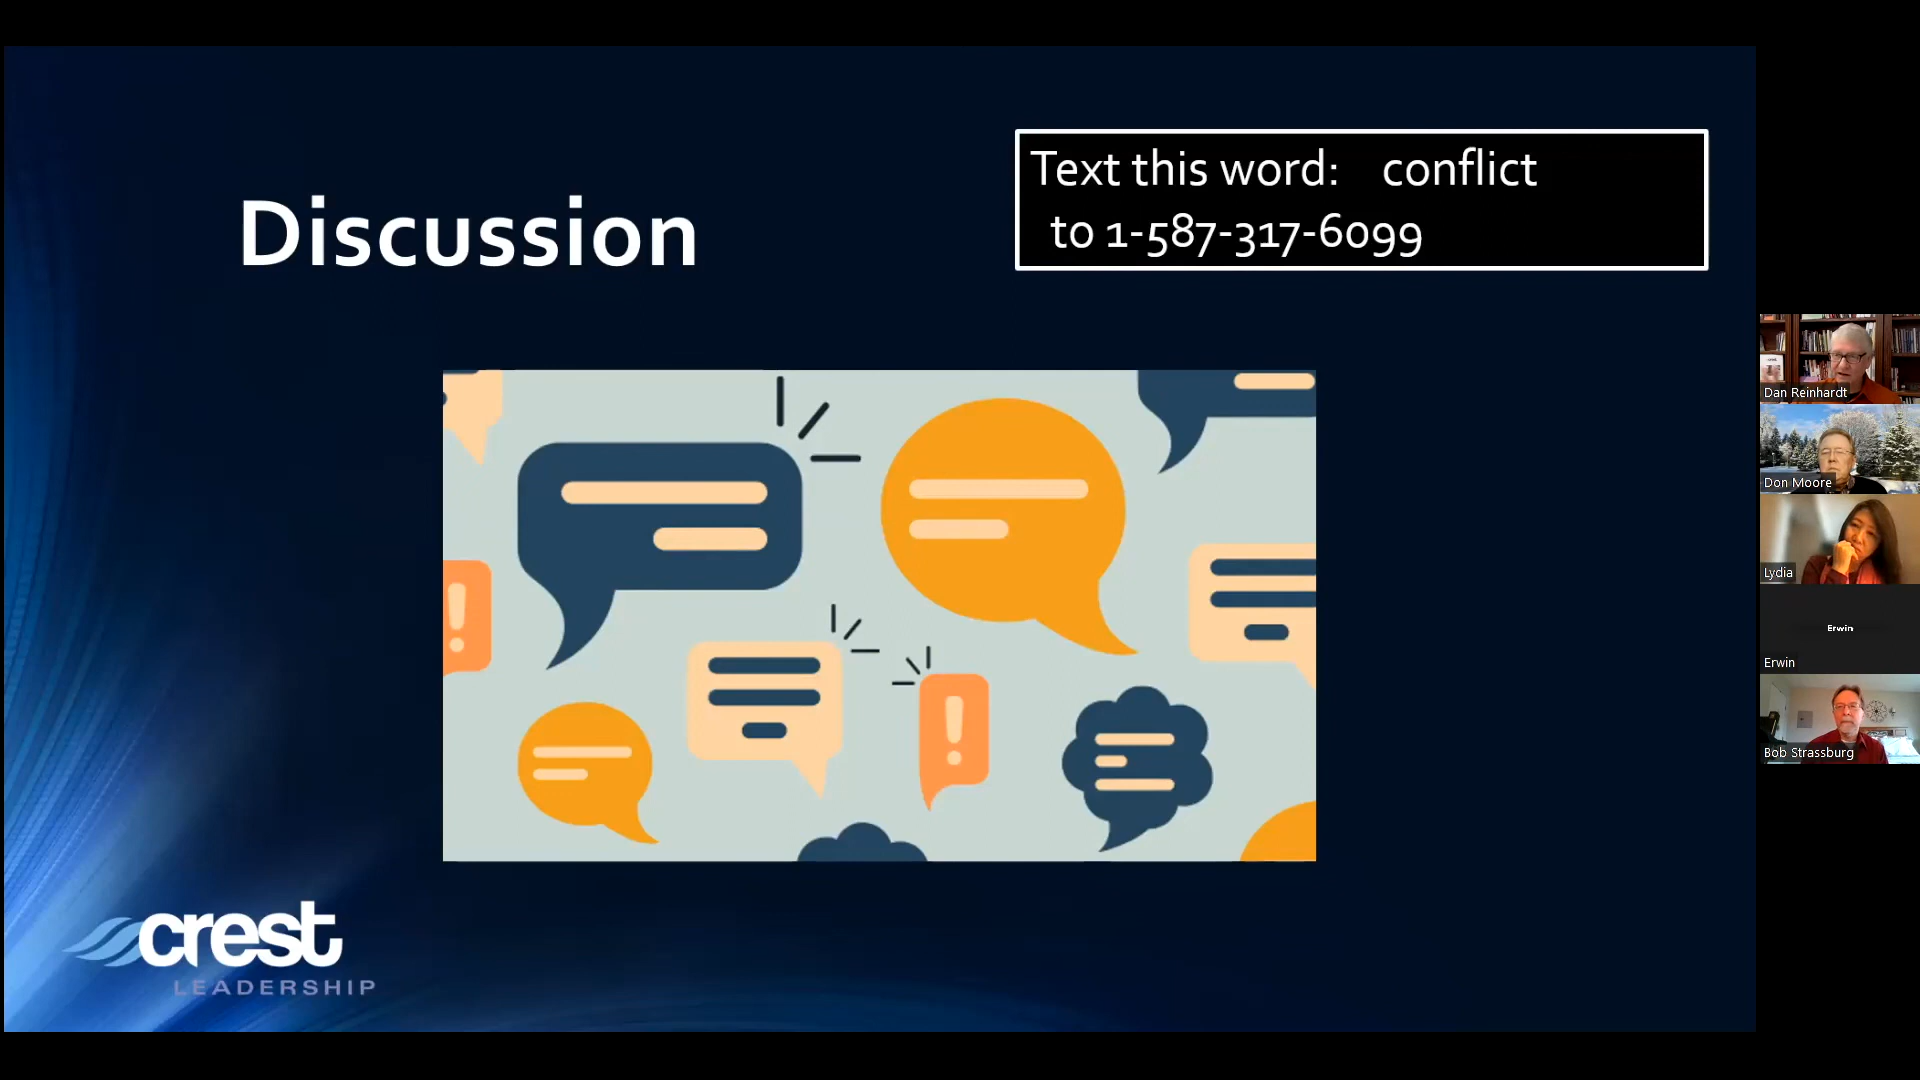 Text this word: conflict
to 1-587-317-6099
Discussion
crest
LEADERSHIP
Dan Reinhardt
Don Moore
Lydia
Erwin
Erwin
Bob Strassburg